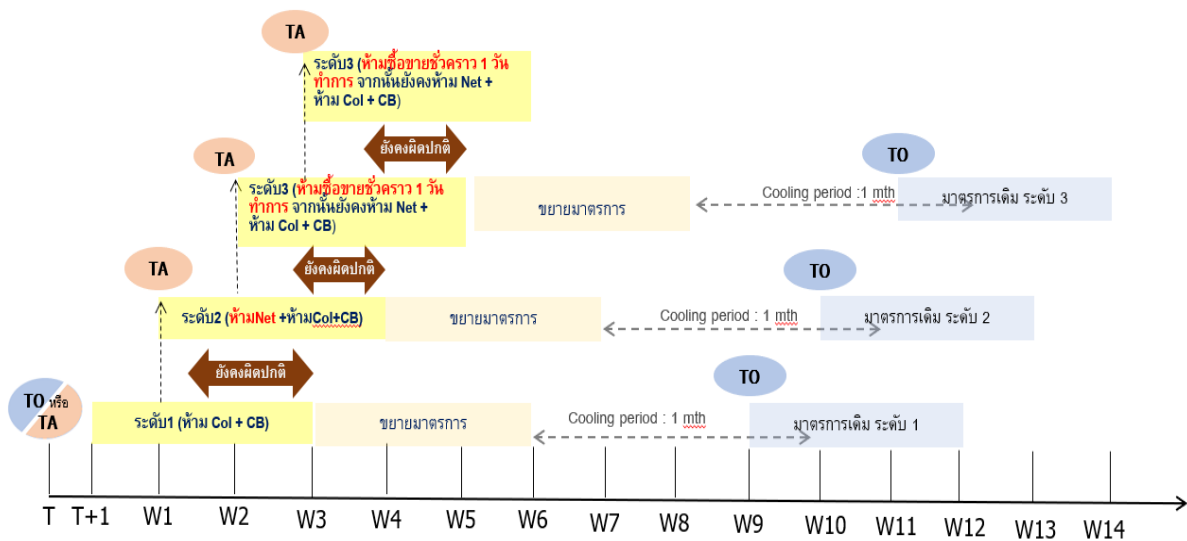 TA
ระดับ3 (ห้ามซื้อขายชั่วคราว 1 วัน
ทำการ จากนั้นยังคงห้าม Net +
ห้าม Col + CB)
ยังคงผิดปกติ
TA
TO
ระดับ3 (ห้ามซื้อขายชั่วคราว 1 วัน
ทำการ จากนั้นยังคงห้าม Net +
ห้าม Col + CB)
ขยายมาตรการ
Cooling period :1 mth
มาตรการเดิม ระดับ 3
ยังคงผิดปกติ
TA
TO
ระดับ2 (ห้ามNet +ห้ามCol+CB)
ขยายมาตรการ
Cooling period : 1 mth
มาตรการเดิม ระดับ 2
ยังคงผิดปกติ
TO
TO หรือ
TA
ระดับ1 (ห้าม Col + CB)
ขยายมาตรการ
Cooling period : 1 mth
มาตรการเดิม ระดับ 1
T T+1 W1 W2 W3 W4 W5 W6 W7 W8 W9 W10 W11 W12 W13 W14